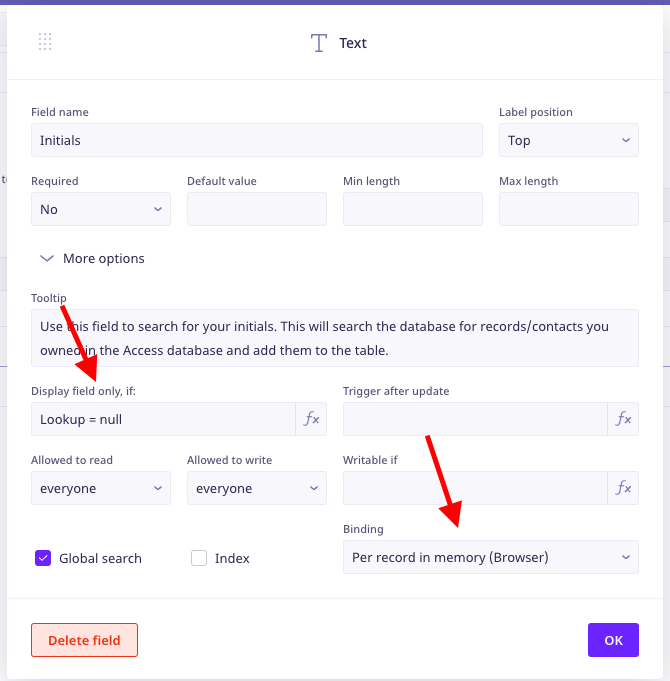 Text
Field name
Label position
Initials
Top
Required
Default value
Min length
Max length
No
More options
Tooltip
Use this field to search for your initials. This will search the database for records/contacts you
owned in the Access database and add them to the table.
Display field only, if:
Trigger after update
Lookup = null
fx
fx
Allowed to read
Allowed to write
Writable if
everyone
everyone
fx
Binding
Global search
Index
Per record in memory (Browser)
Delete field
OK